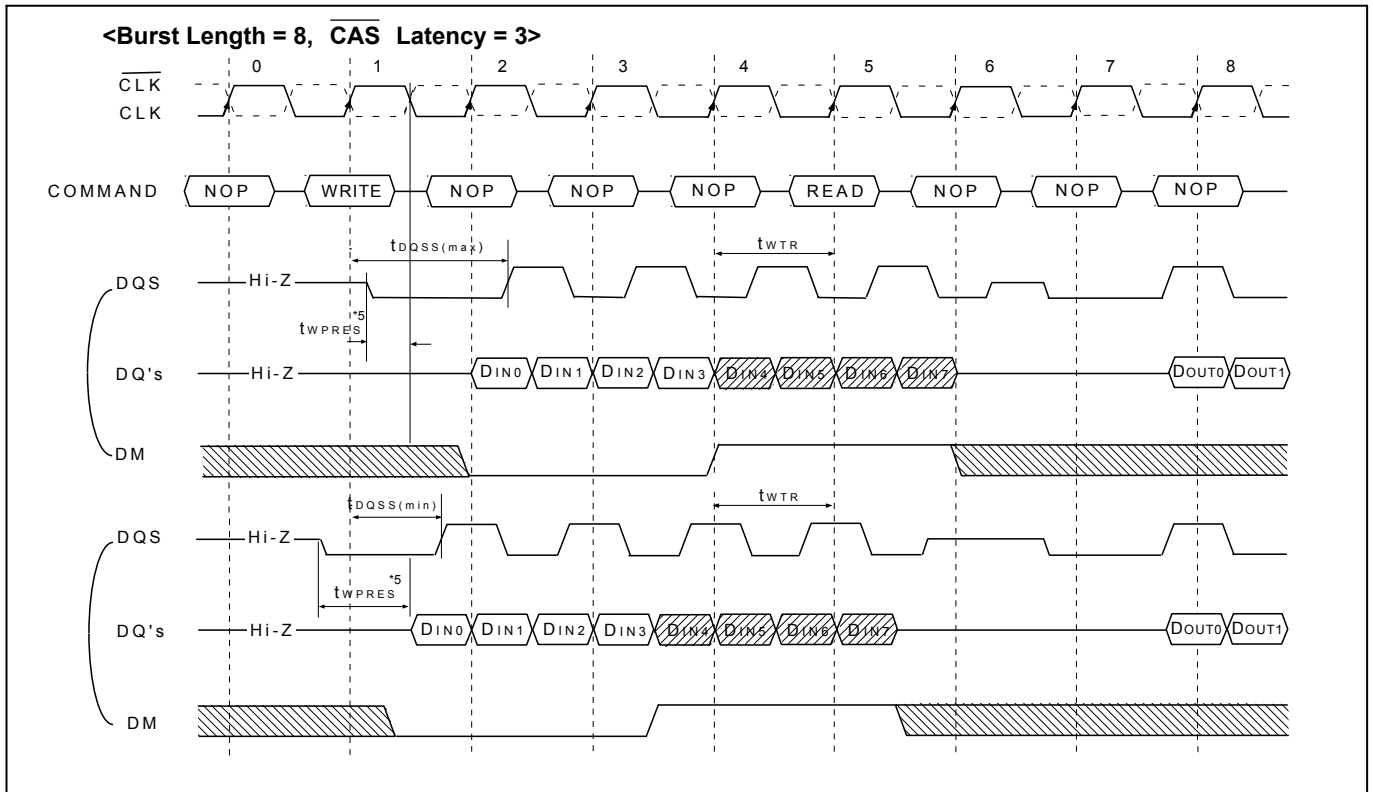 <Burst Length = 8, CAS Latency = 3>
0 1 2 3 4 5 6 7 8
CLK
CLK
COMMAND NOP WRITE NOP NOP NOP READ NOP NOP NOP
tDQSS(max) tWTR
DQS Hi-Z
tWPRES*5
DQ's Hi-Z DIN0 DIN1 DIN2 DIN3 DIN4 DIN5 DIN6 DIN7 DOUT0 DOUT1
DM
tDQSS(min) tWTR
DQS Hi-Z
tWPRES*5
DQ's Hi-Z DIN0 DIN1 DIN2 DIN3 DIN4 DIN5 DIN6 DIN7 DOUT0 DOUT1
DM